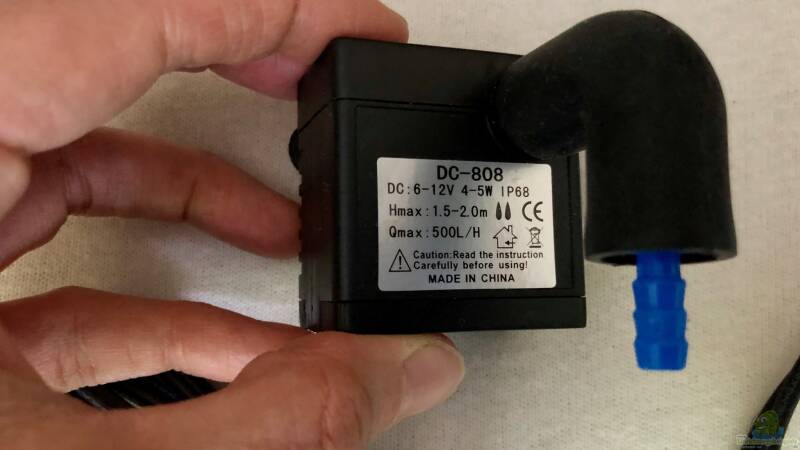 DC-808
DC:6-12V 4-5W IP68
Hmax:1.5-2.0m CE
Qmax:500L/H
Caution:Read the instruction
Carefully before using!
MADE IN CHINA